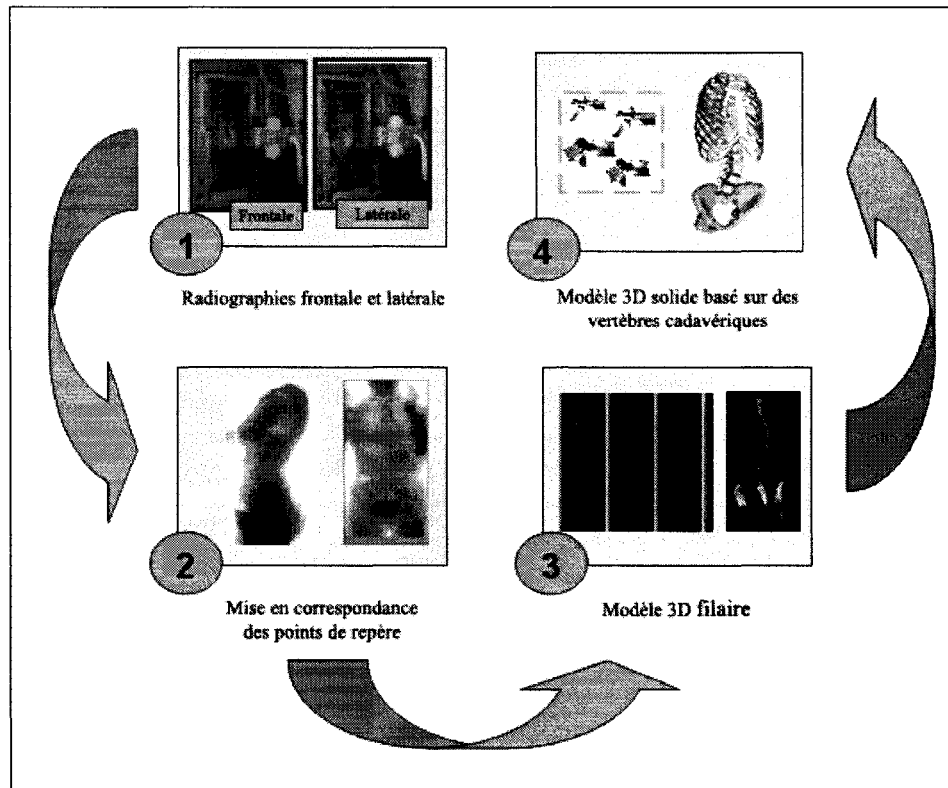 Frontale
Latérale
1
Radiographies frontale et latérale
2
Mise en correspondance
des points de repère
3
Modèle 3D filaire
4
Modèle 3D solide basé sur des
vertèbres cadavériques